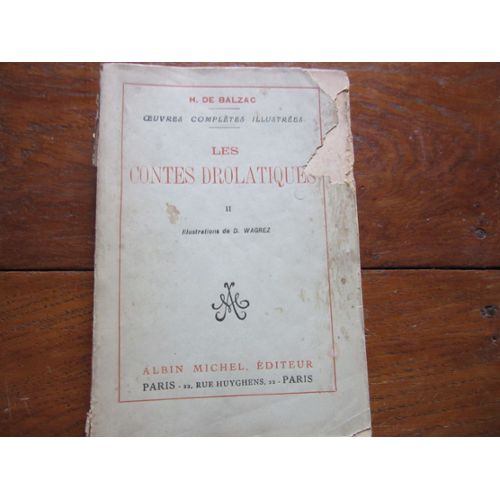 H. DE BALZAC
ŒUVRES COMPLÈTES ILLUSTRÉES
LES
CONTES DROLATIQUES
II
Illustrations de D. WAGREZ
AM
ALBIN MICHEL, ÉDITEUR
PARIS - 22, RUE HUYGHENS, 22 - PARIS